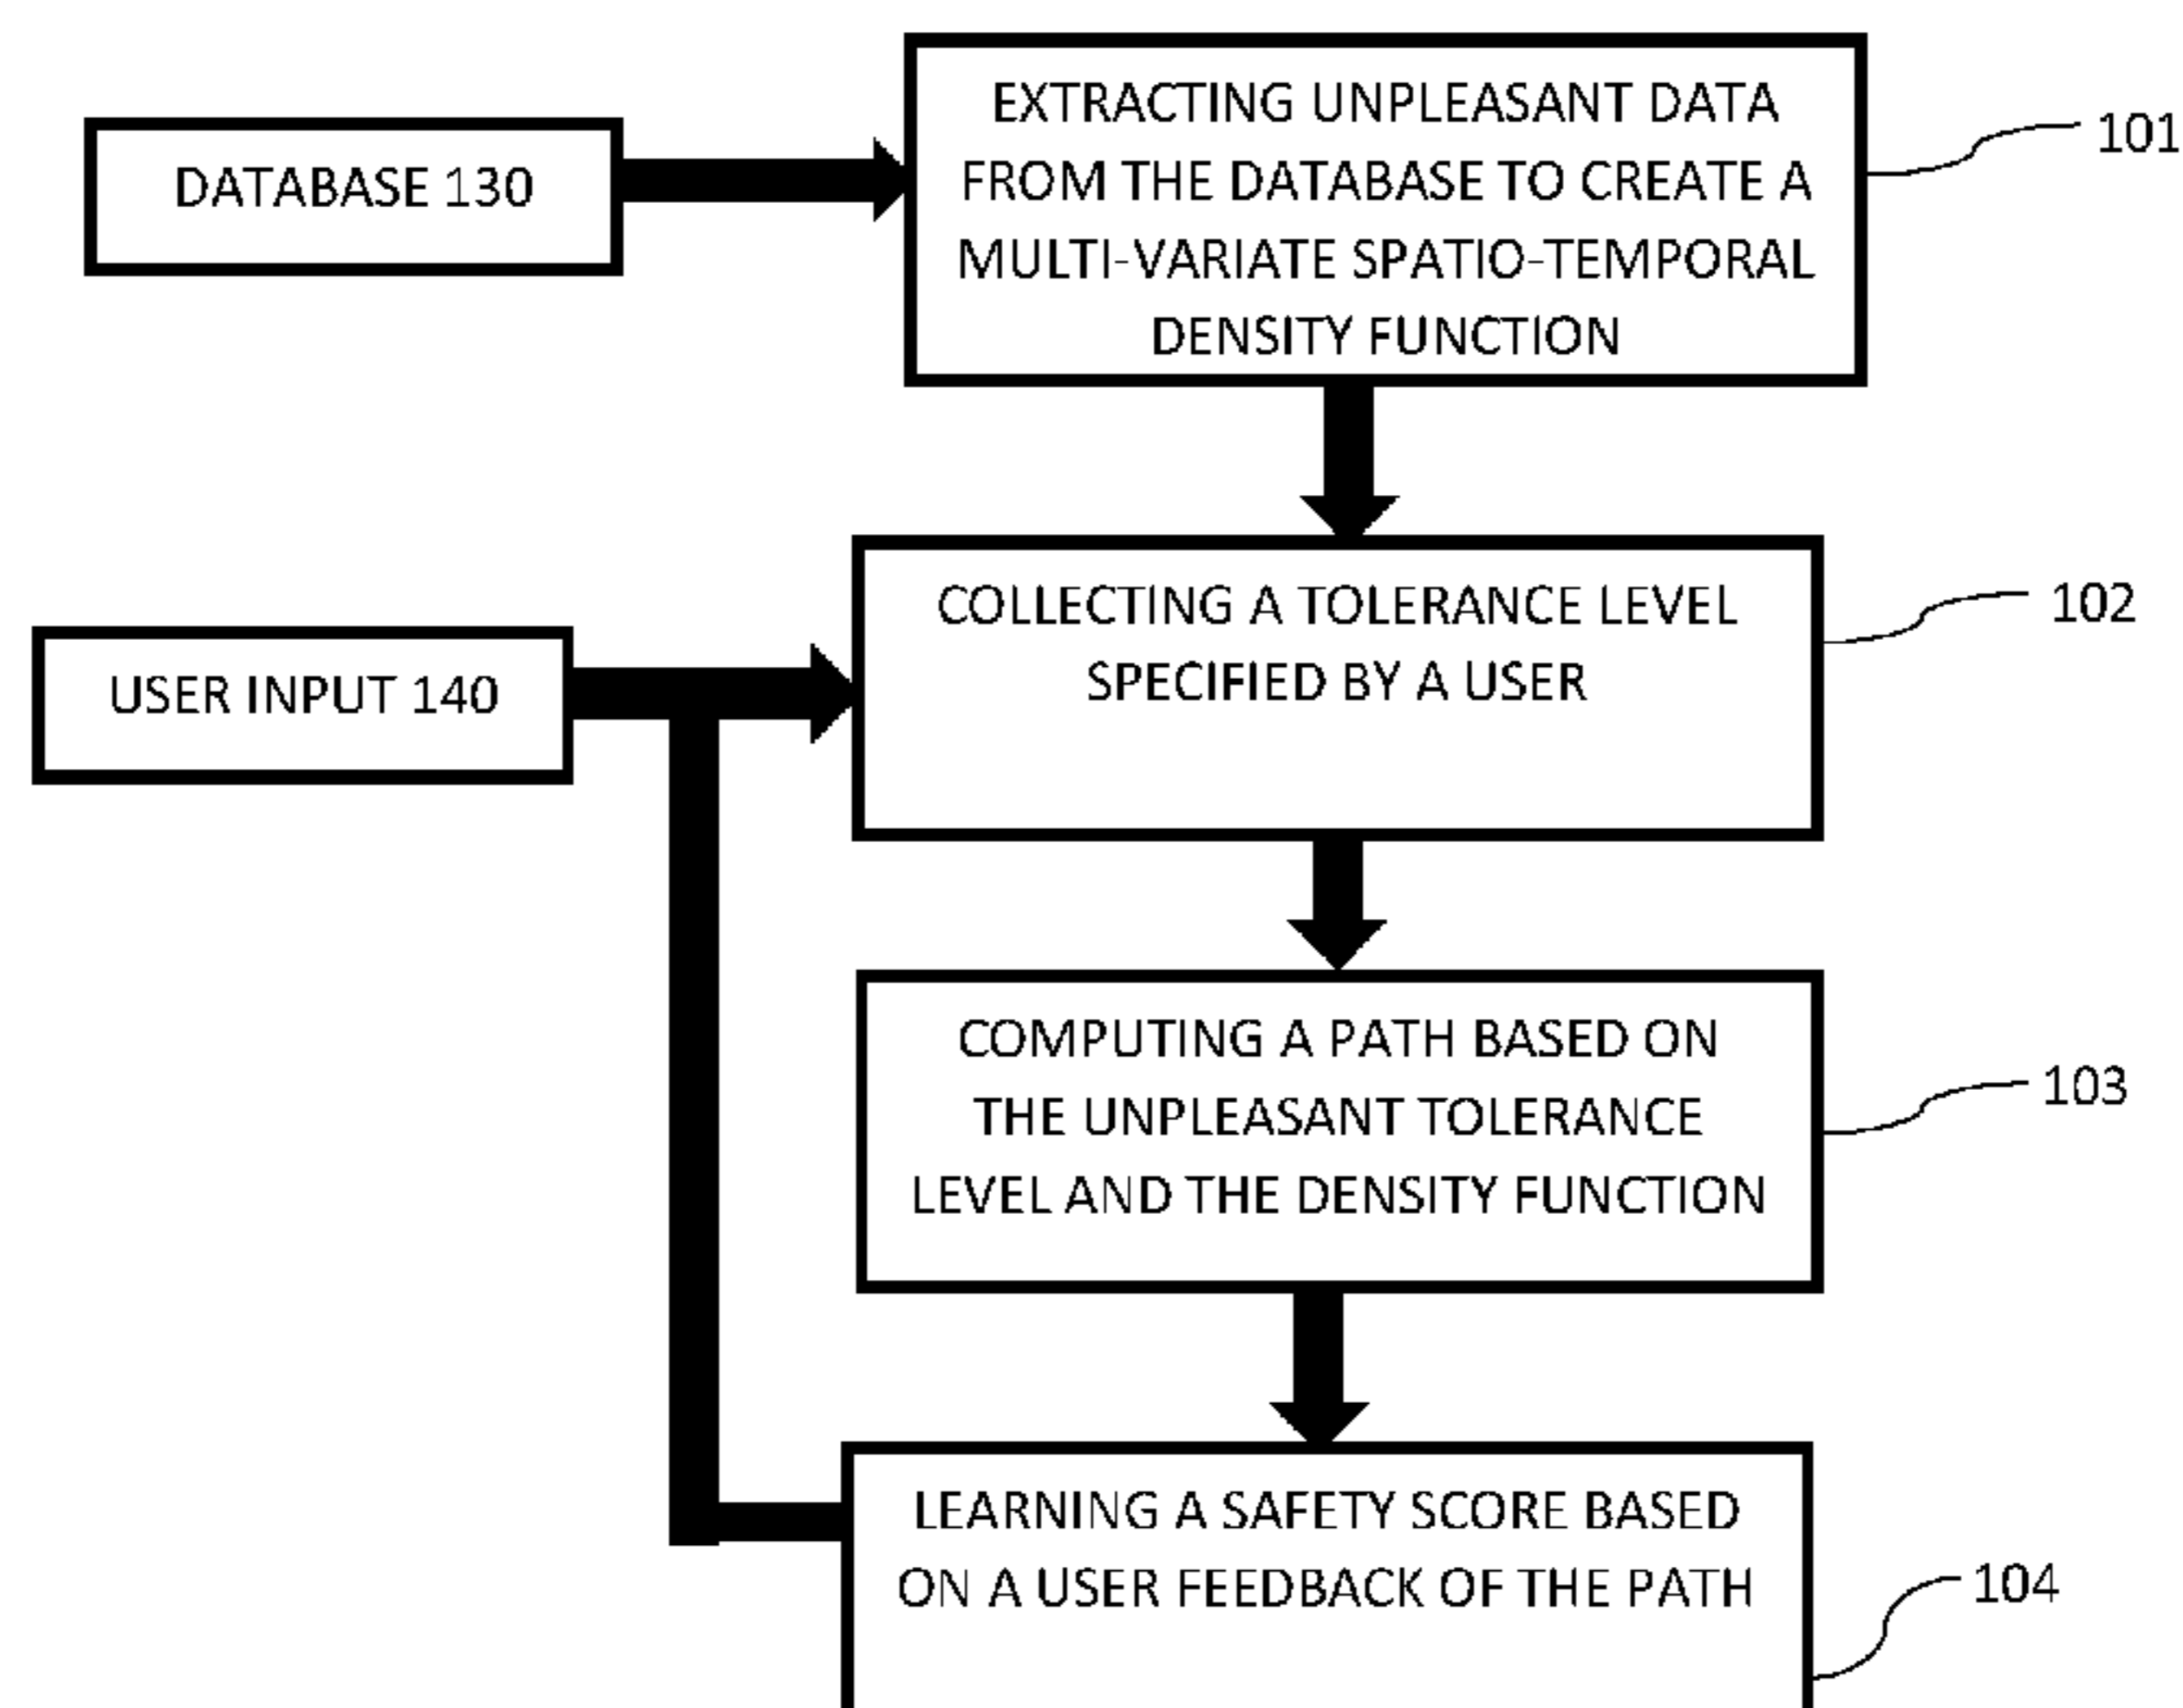 EXTRACTING UNPLEASANT DATA
FROM THE DATABASE TO CREATE A
MULTI-VARIATE SPATIO-TEMPORAL
DENSITY FUNCTION
101
DATABASE 130
COLLECTING A TOLERANCE LEVEL
SPECIFIED BY A USER
102
USER INPUT 140
COMPUTING A PATH BASED ON
THE UNPLEASANT TOLERANCE
LEVEL AND THE DENSITY FUNCTION
103
LEARNING A SAFETY SCORE BASED
ON A USER FEEDBACK OF THE PATH
104